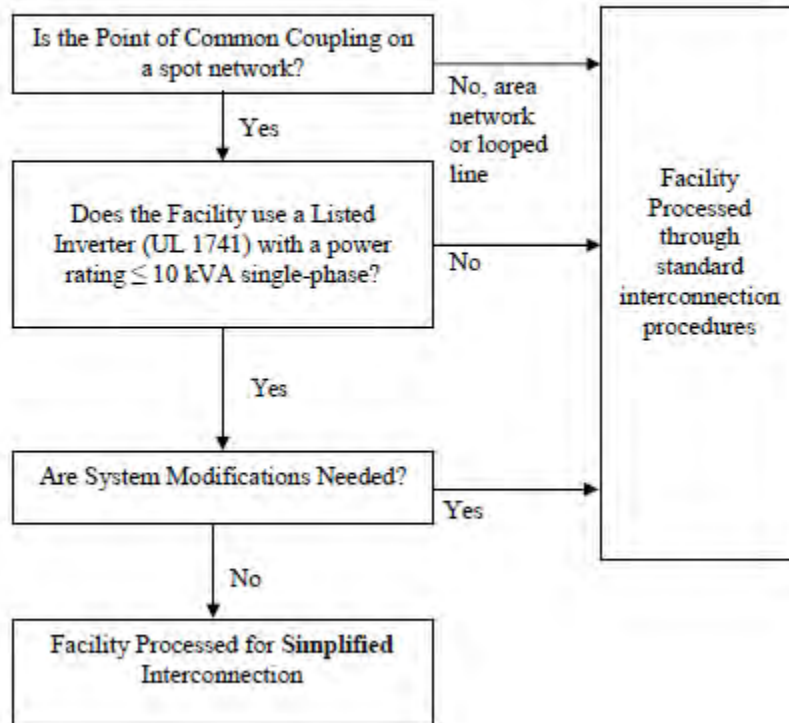 Is the Point of Common Coupling on
a spot network?
No, area
network
or looped
line
Yes
Does the Facility use a Listed
Inverter (UL 1741) with a power
rating ≤ 10 kVA single-phase?
No
Facility
Processed
through
standard
interconnection
procedures
Yes
Are System Modifications Needed?
Yes
No
Facility Processed for Simplified
Interconnection